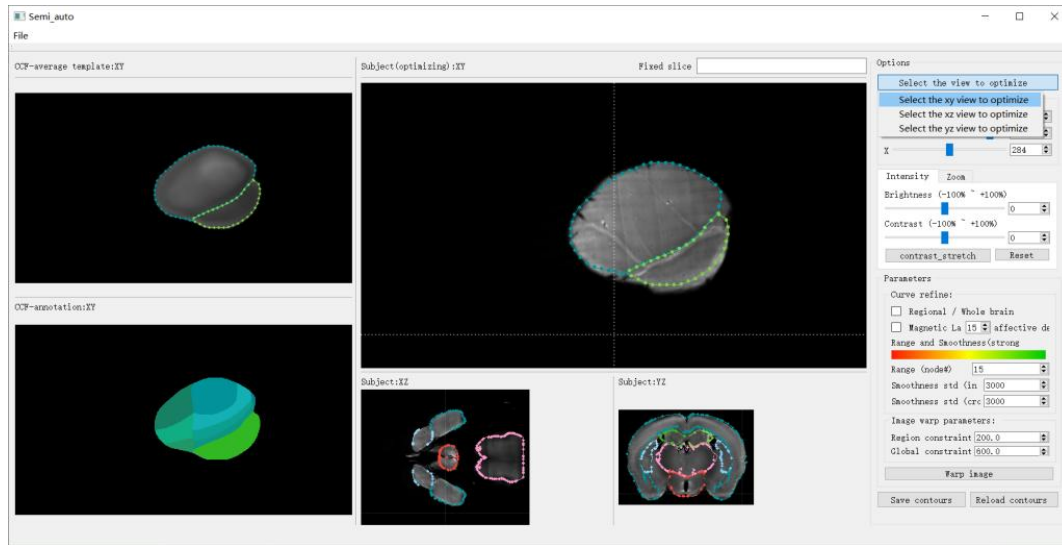 Semi_auto
File
CCF-average template:XY
Subject(optimizing):XY
Fixed slice
Options
Select the view to optimize
Select the xy view to optimize
Select the xz view to optimize
Select the yz view to optimize
X 284
Intensity Zoom
Brightness (-100% ~ +100%)
0
Contrast (-100% ~ +100%)
0
contrast_stretch Reset
Parameters
Curve refine:
Regional / Whole brain
Magnetic La 15 affective de
Range and Smoothness(strong
Range (node#) 15
Smoothness std (in 3000
Smoothness std (crc 3000
Image warp parameters:
Region constraint 200.0
Global constraint 600.0
Warp image
Save contours Reload contours
CCF-annotation:XY
Subject:XZ
Subject:YZ